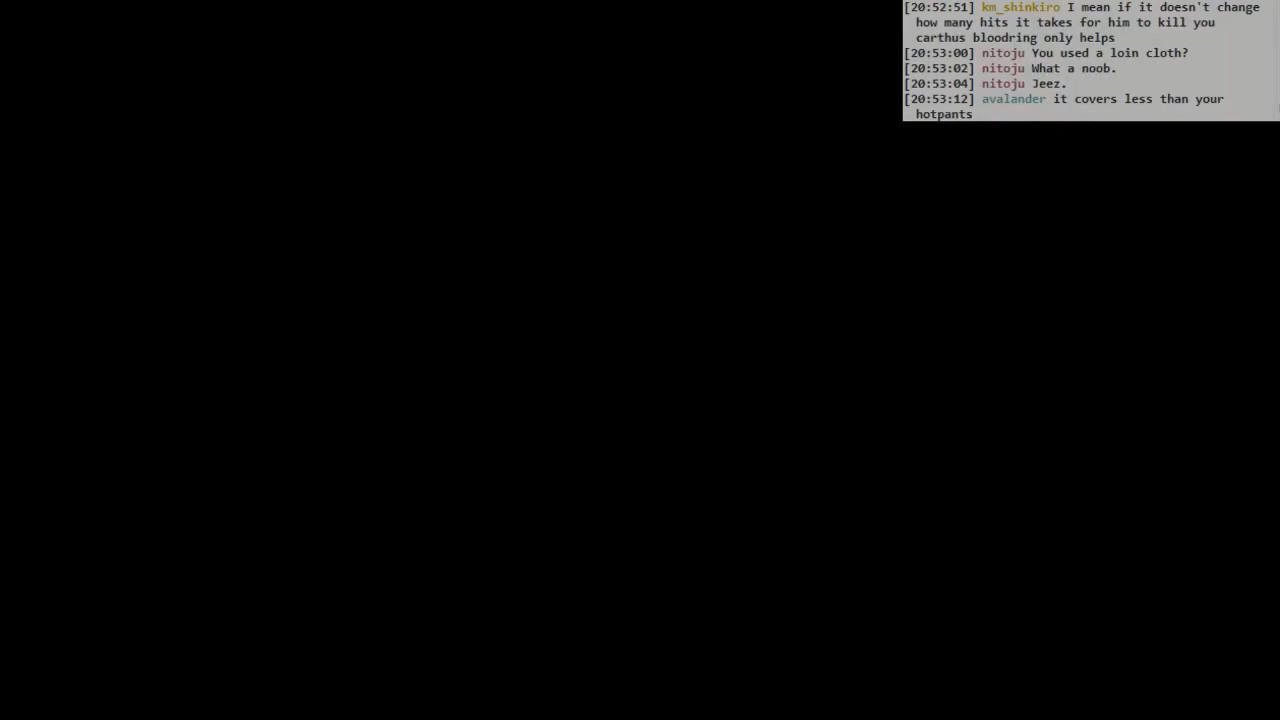 [20:52:51] km_shinkiro I mean if it doesn't change
how many hits it takes for him to kill you
carthus bloodring only helps
[20:53:00] nitoju You used a loin cloth?
[20:53:02] nitoju What a noob.
[20:53:04] nitoju Jeez.
[20:53:12] avalander it covers less than your
hotpants